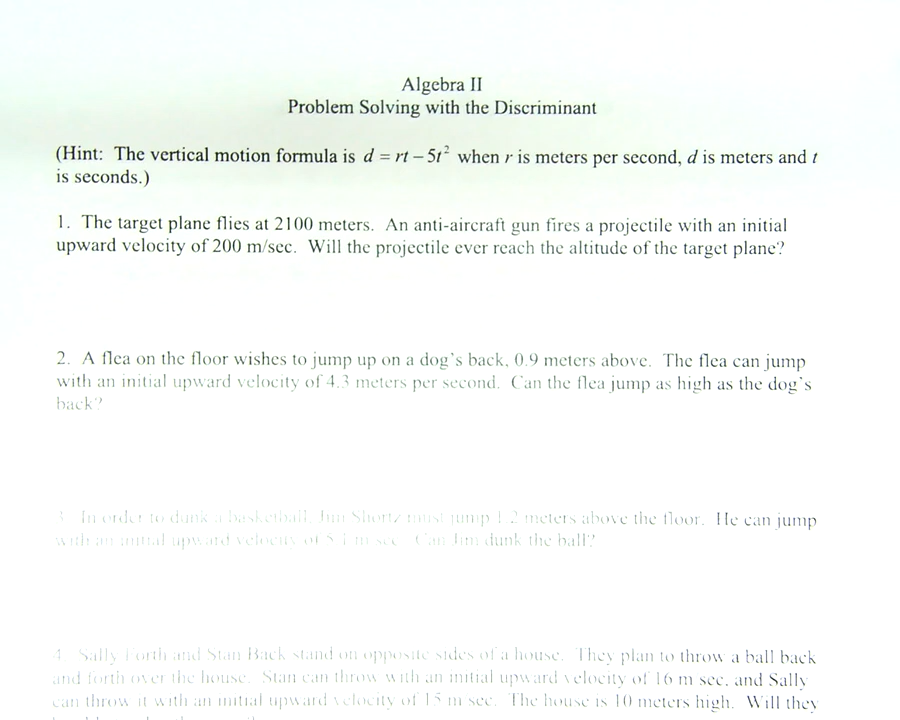 Algebra II
Problem Solving with the Discriminant
(Hint: The vertical motion formula is d = rt − 5t² when r is meters per second, d is meters and t
is seconds.)
1. The target plane flies at 2100 meters. An anti-aircraft gun fires a projectile with an initial
upward velocity of 200 m/sec. Will the projectile ever reach the altitude of the target plane?
2. A flea on the floor wishes to jump up on a dog's back, 0.9 meters above. The flea can jump
with an initial upward velocity of 4.3 meters per second. Can the flea jump as high as the dog's
back?
3. In order to dunk a basketball, Jim Shortz must jump 1.2 meters above the floor. He can jump
with an initial upward velocity of Can Jim dunk the ball?
4. Sally Forth and Stan Back stand on opposite sides of a house. They plan to throw a ball back
and forth over the house. Stan can throw with an initial upward velocity of 16 m/sec, and Sally
can throw it with an initial upward velocity of 15 m/sec. The house is 10 meters high. Will they